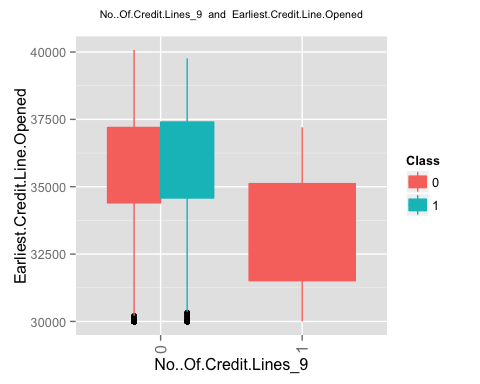 No..Of.Credit.Lines_9 and Earliest.Credit.Line.Opened
40000
37500
35000
32500
30000
Earliest.Credit.Line.Opened
0
1
No..Of.Credit.Lines_9
Class
0
1